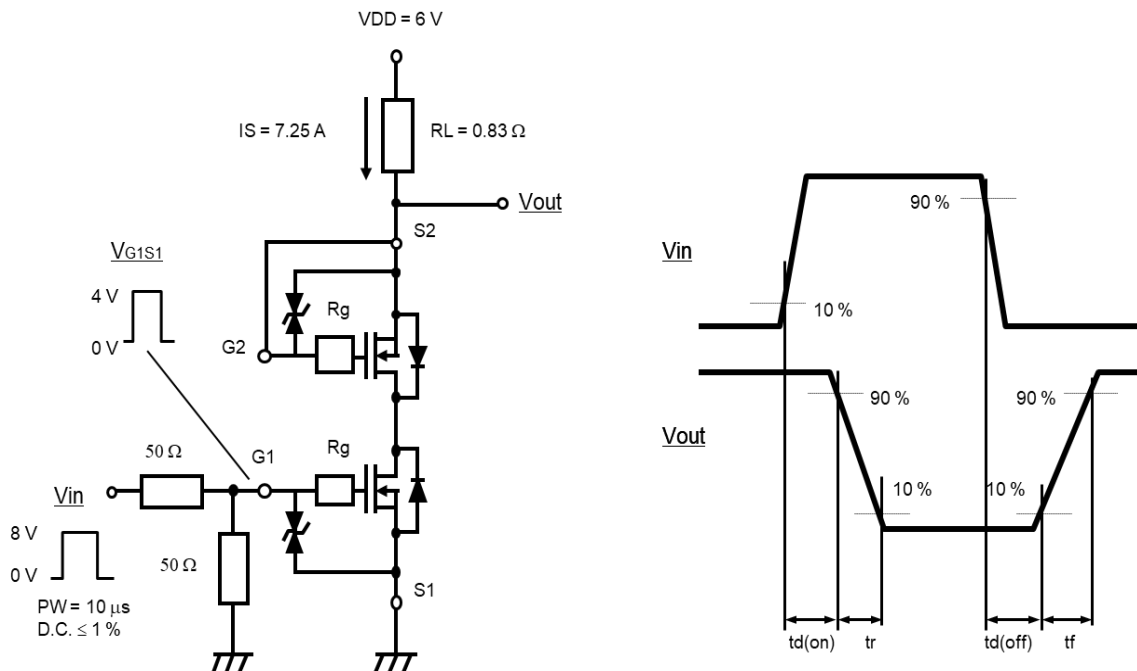 VDD = 6 V
IS = 7.25 A
RL = 0.83 Ω
Vout
S2
VG1S1
4 V
0 V
Rg
G2
Rg
50 Ω
G1
Vin
8 V
0 V
50 Ω
S1
PW = 10 μs
D.C. ≤ 1 %
90 %
Vin
10 %
90 %
90 %
Vout
10 %
10 %
td(on)
tr
td(off)
tf